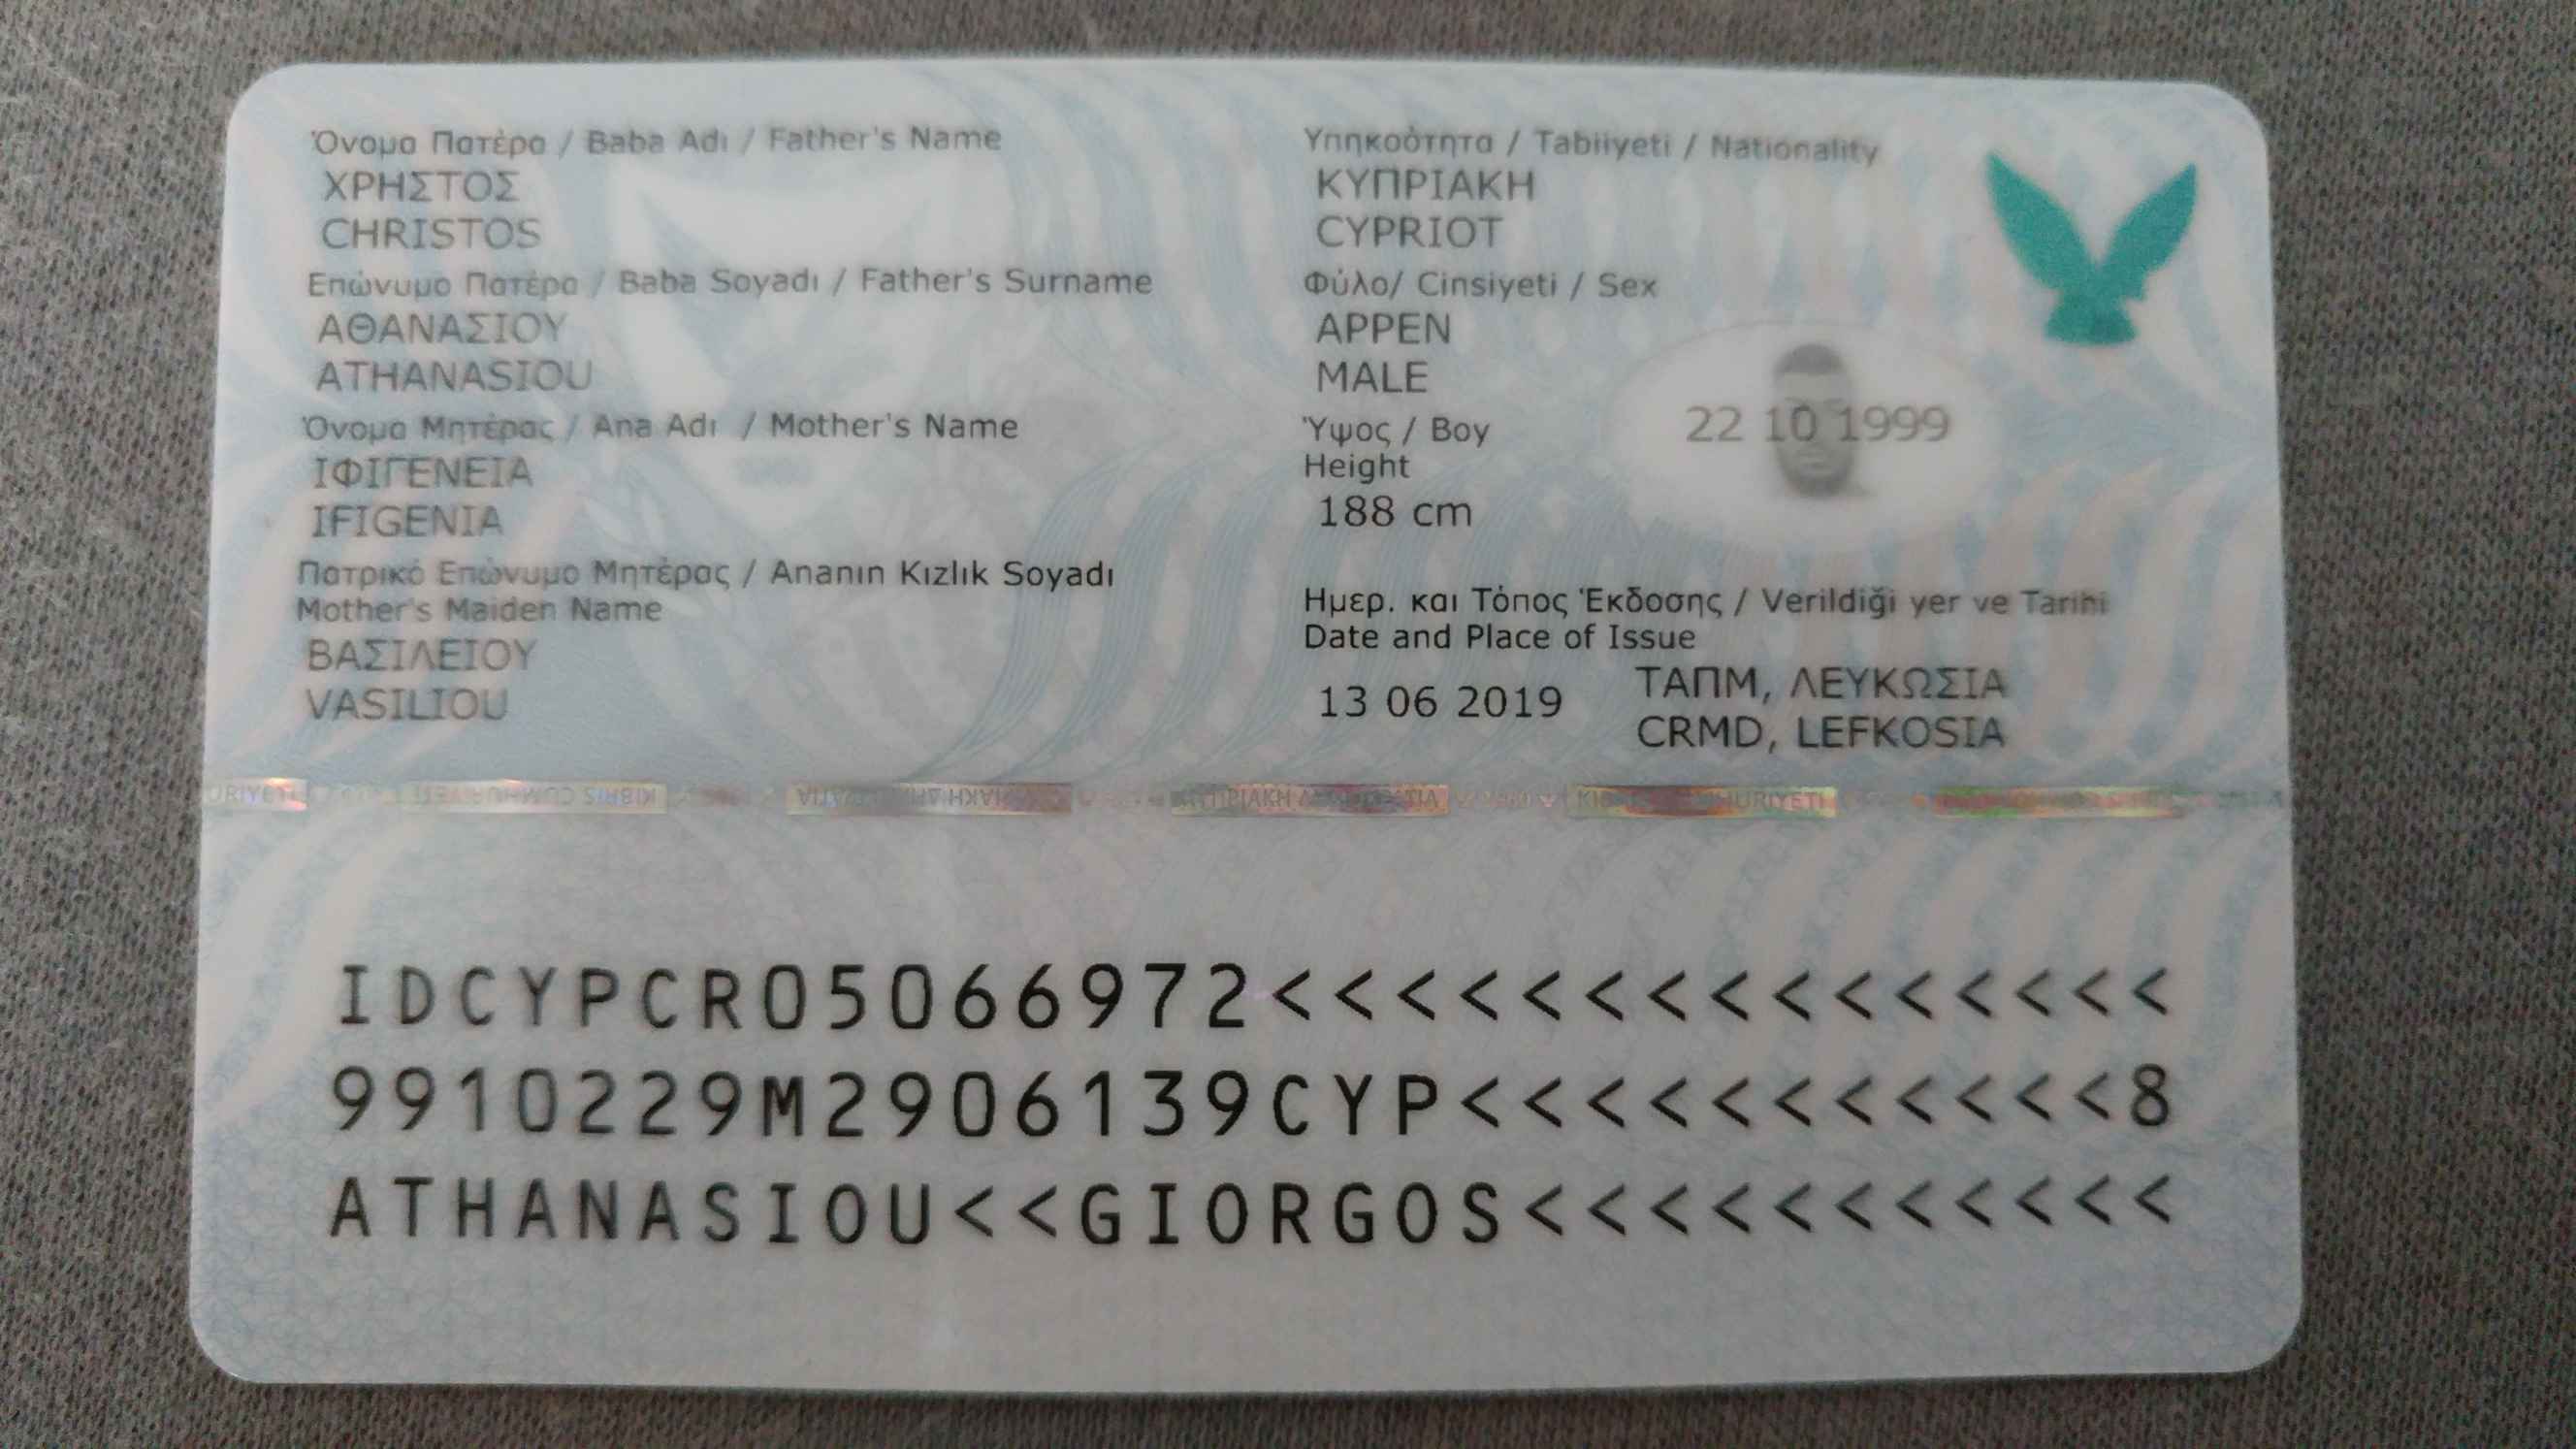 Όνομα Πατέρα / Baba Adı / Father's Name
ΧΡΗΣΤΟΣ
CHRISTOS
Επώνυμο Πατέρα / Baba Soyadı / Father's Surname
ΑΘΑΝΑΣΙΟΥ
ATHANASIOU
Όνομα Μητέρας / Ana Adı / Mother's Name
ΙΦΙΓΕΝΕΙΑ
IFIGENIA
Πατρικό Επώνυμο Μητέρας / Ananın Kızlık Soyadı
Mother's Maiden Name
ΒΑΣΙΛΕΙΟΥ
VASILIOU
Υπηκοότητα / Tabiiyeti / Nationality
ΚΥΠΡΙΑΚΗ
CYPRIOT
Φύλο/ Cinsiyeti / Sex
ΑΡΡΕΝ
MALE
Ύψος / Boy
Height
188 cm
22 10 1999
Ημερ. και Τόπος Έκδοσης / Verildiği yer ve Tarihi
Date and Place of Issue
13 06 2019
ΤΑΠΜ, ΛΕΥΚΩΣΙΑ
CRMD, LEFKOSIA
IDCYPCR05066972<<<<<<<<<<<<<<<
9910229M2906139CYP<<<<<<<<<<<8
ATHANASIOU<<GIORGOS<<<<<<<<<<<